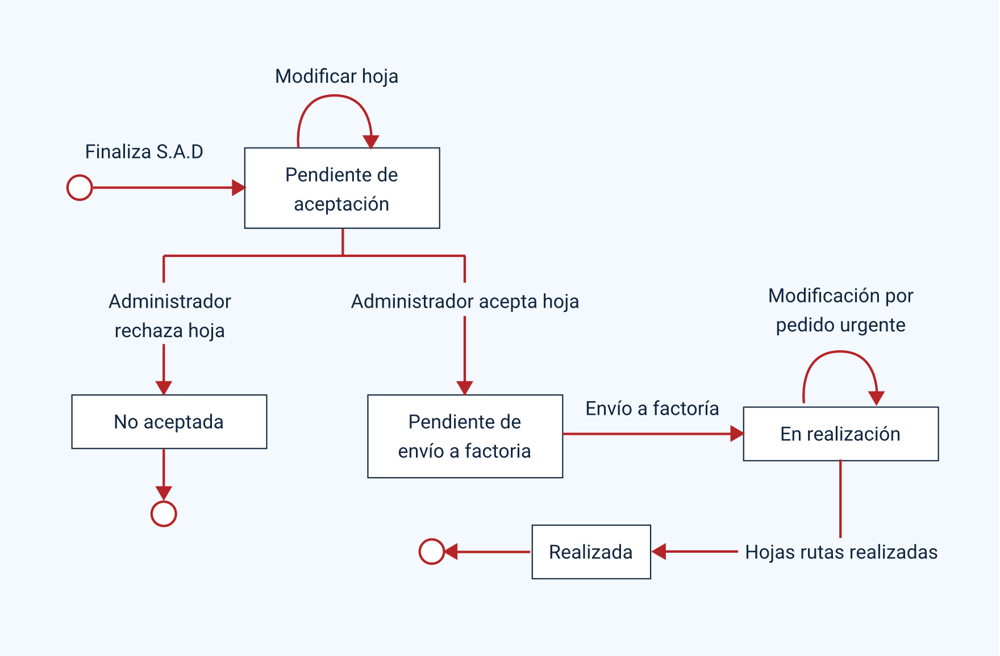 Modificar hoja
Finaliza S.A.D
Pendiente de
aceptación
Administrador
rechaza hoja
Administrador acepta hoja
Modificación por
pedido urgente
No aceptada
Pendiente de
envío a factoria
Envío a factoría
En realización
Realizada
Hojas rutas realizadas